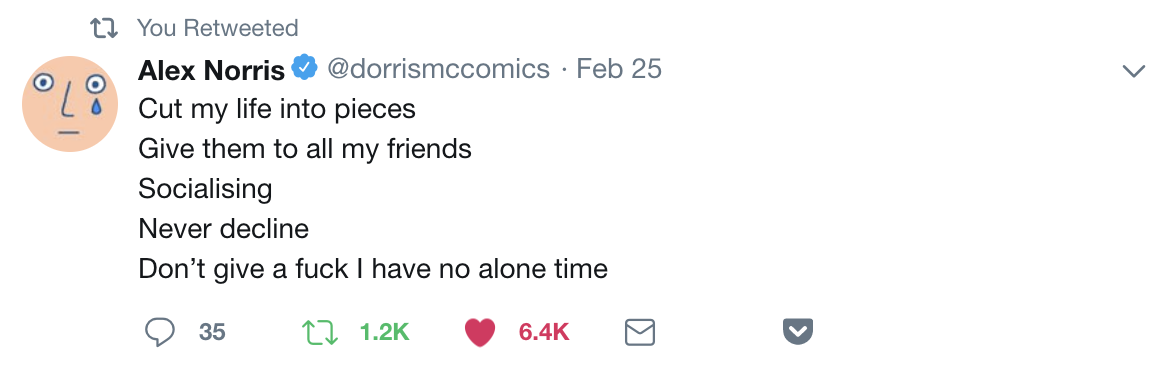 You Retweeted
Alex Norris @dorrismccomics · Feb 25
Cut my life into pieces
Give them to all my friends
Socialising
Never decline
Don’t give a fuck I have no alone time
35 1.2K 6.4K